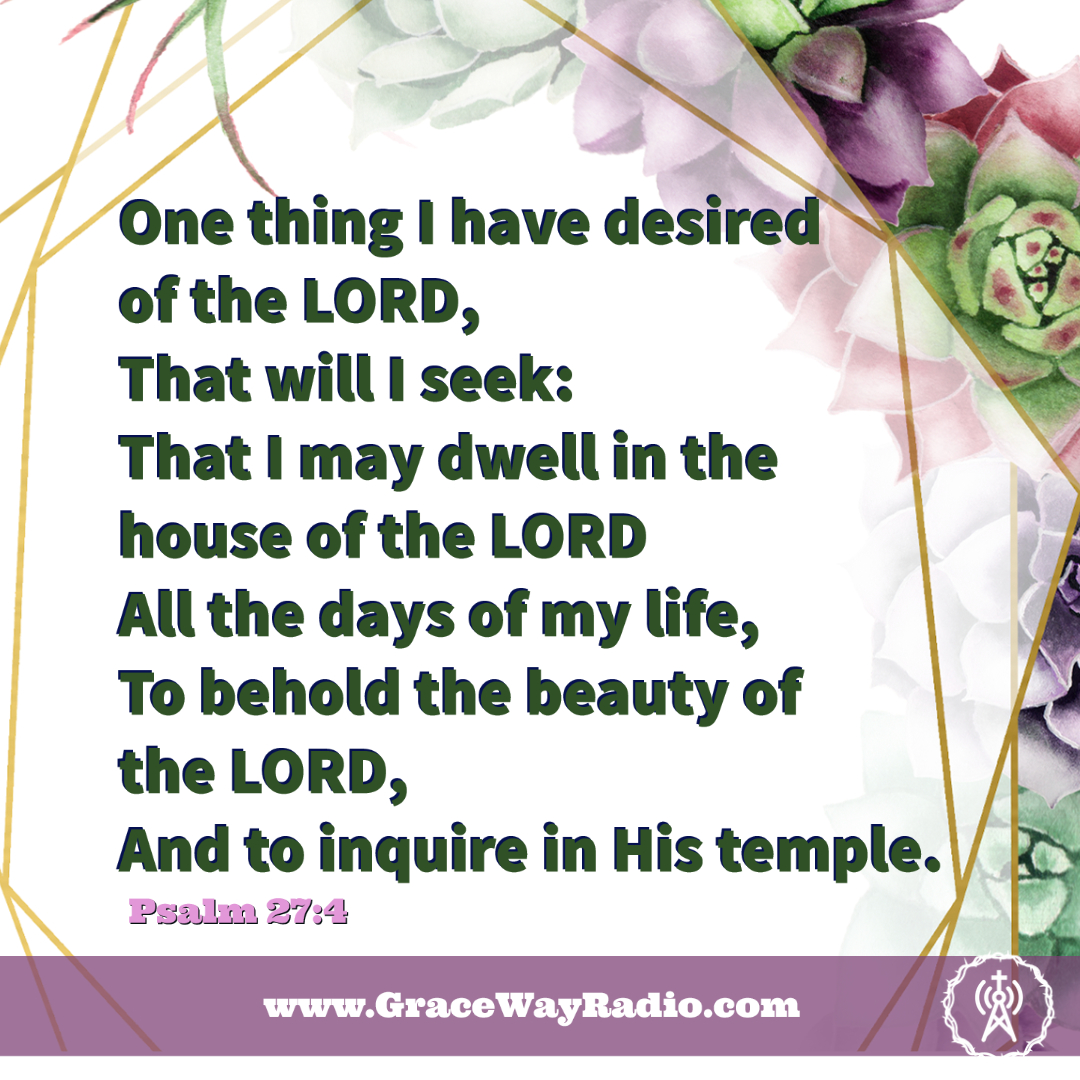 One thing I have desired
of the LORD,
That will I seek:
That I may dwell in the
house of the LORD
All the days of my life,
To behold the beauty of
the LORD,
And to inquire in His temple.
Psalm 27:4
www.GraceWayRadio.com